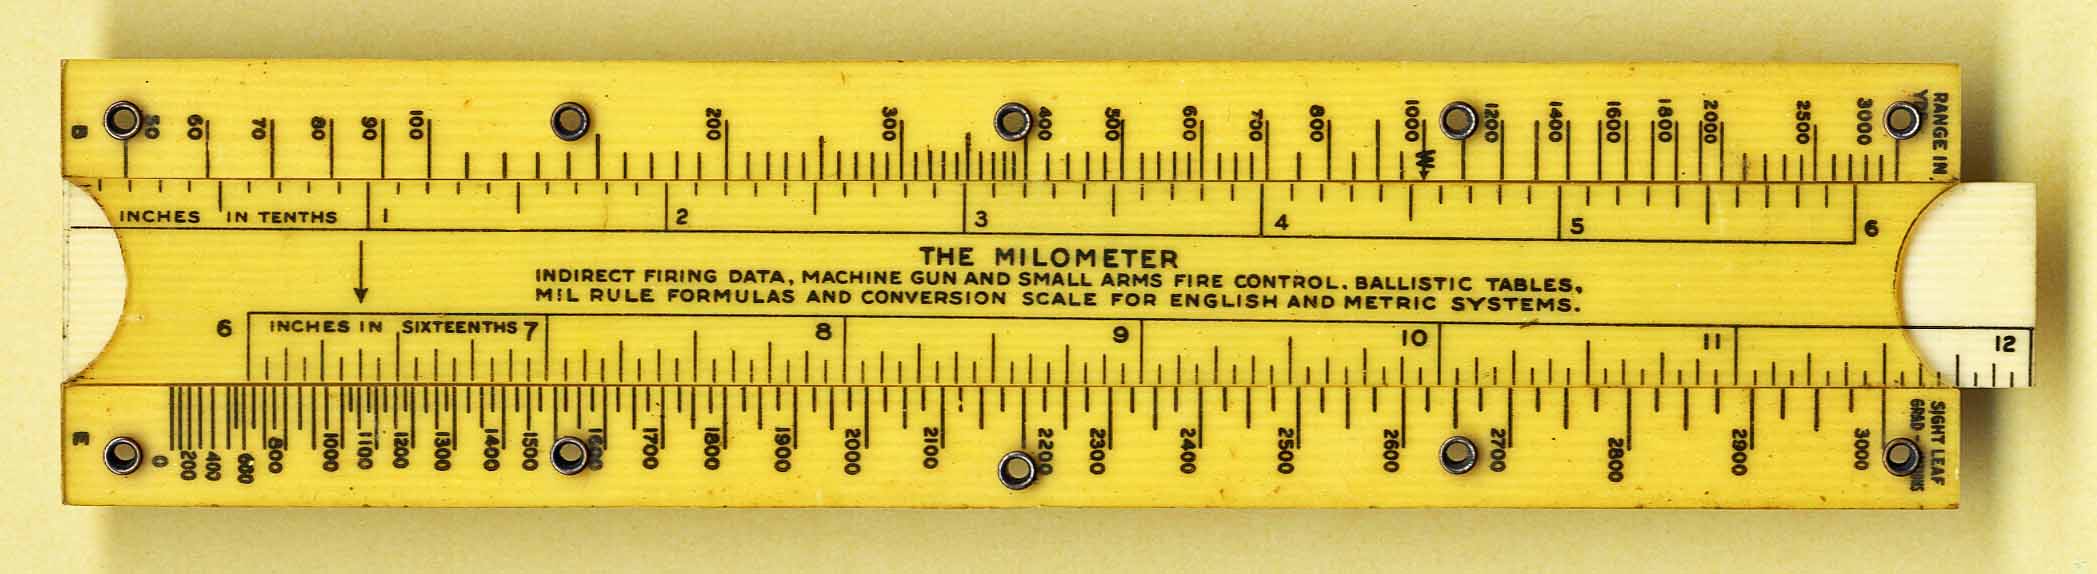 B 50 60 70 80 90 100 200 300 400 500 600 700 800 1000 1200 1400 1600 1800 2000 2500 3000 RANGE IN
W
INCHES IN TENTHS 1 2 3 4 5 6
THE MILOMETER
INDIRECT FIRING DATA, MACHINE GUN AND SMALL ARMS FIRE CONTROL. BALLISTIC TABLES,
MIL RULE FORMULAS AND CONVERSION SCALE FOR ENGLISH AND METRIC SYSTEMS.
6 INCHES IN SIXTEENTHS 7 8 9 10 11 12
E 0 200 400 600 800 1000 1100 1200 1300 1400 1500 1600 1700 1800 1900 2000 2100 2200 2300 2400 2500 2600 2700 2800 2900 3000 SIGHT LEAF